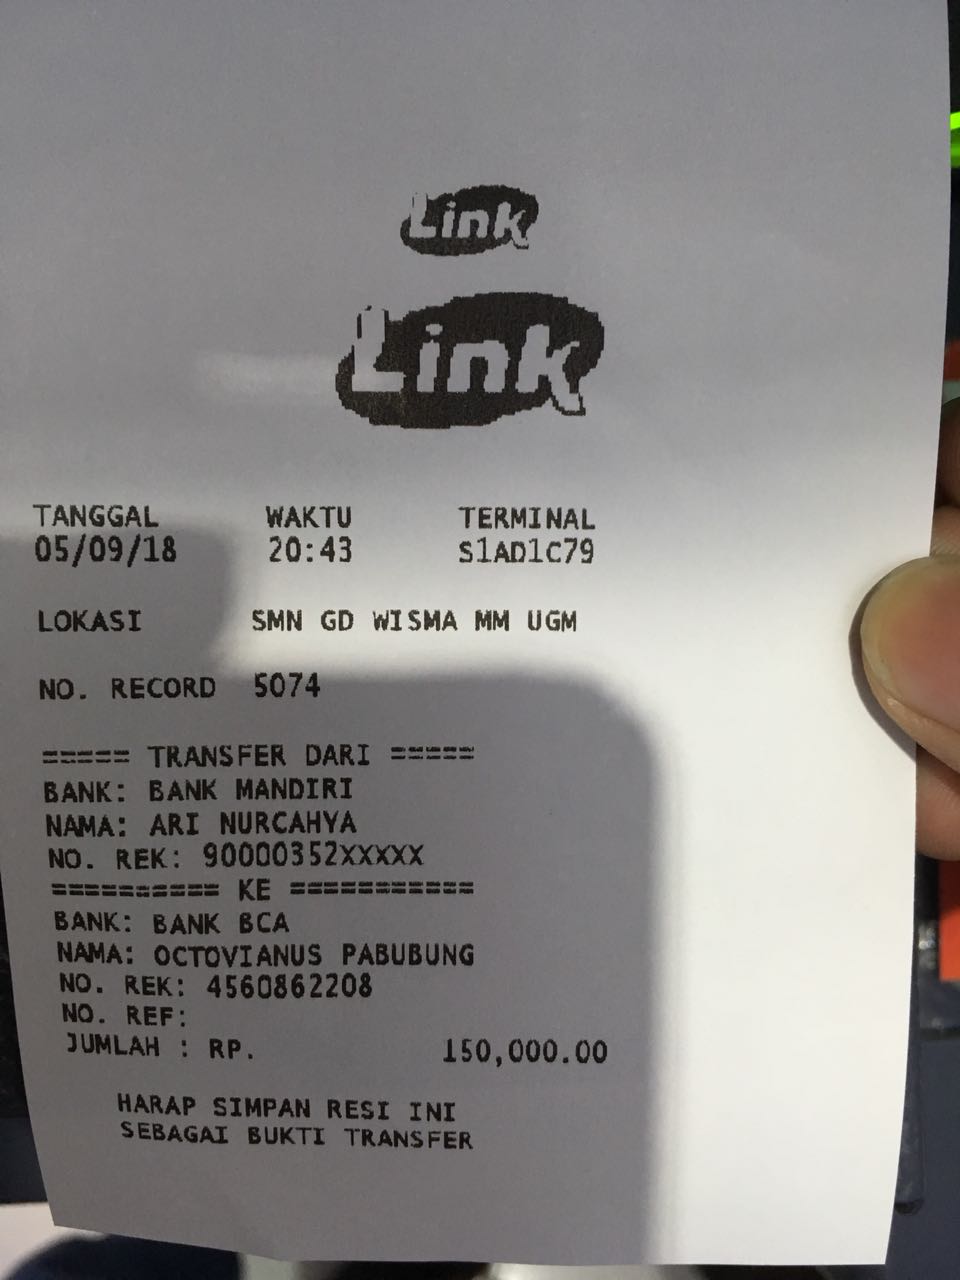 Link
Link
TANGGAL WAKTU TERMINAL
05/09/18 20:43 S1AD1C79
LOKASI SMN GD WISMA MM UGM
NO. RECORD 5074
===== TRANSFER DARI =====
BANK: BANK MANDIRI
NAMA: ARI NURCAHYA
NO. REK: 90000352XXXXX
========== KE ===========
BANK: BANK BCA
NAMA: OCTOVIANUS PABUBUNG
NO. REK: 4560862208
NO. REF:
JUMLAH : RP. 150,000.00
HARAP SIMPAN RESI INI
SEBAGAI BUKTI TRANSFER